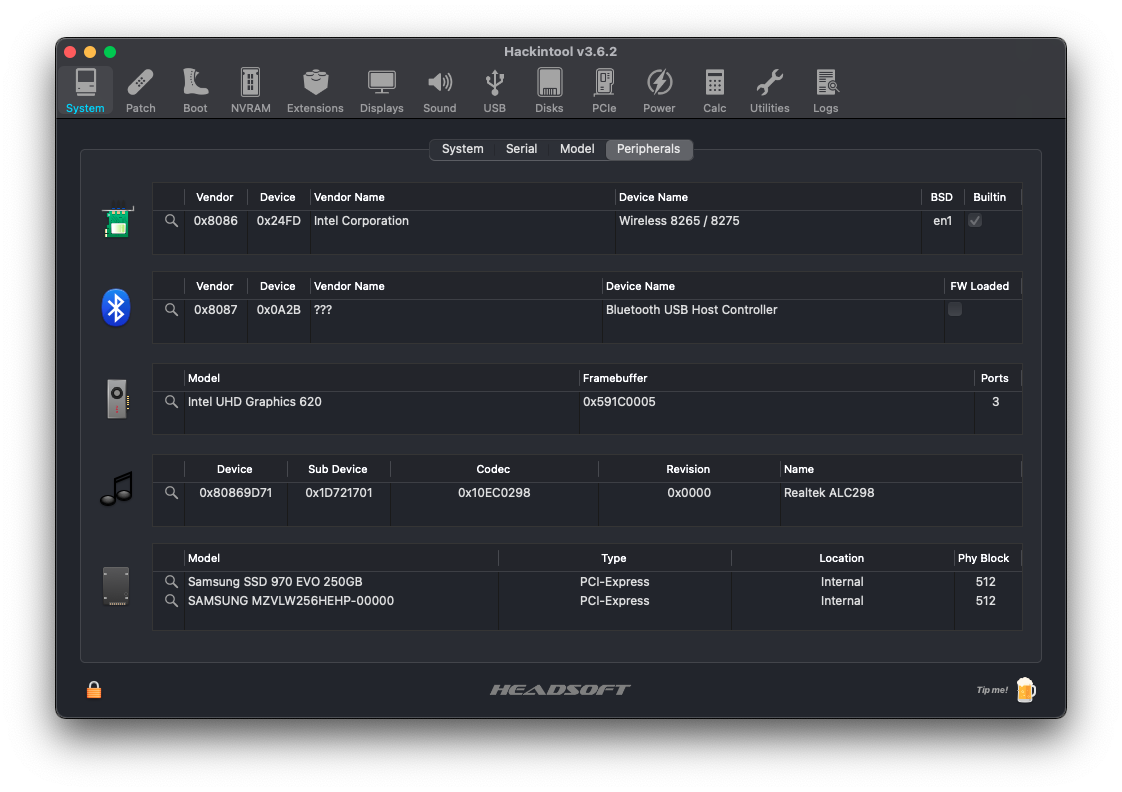 Hackintool v3.6.2
System Patch Boot NVRAM Extensions Displays Sound USB Disks PCIe Power Calc Utilities Logs
System Serial Model Peripherals
Vendor Device Vendor Name Device Name BSD Builtin
0x8086 0x24FD Intel Corporation Wireless 8265 / 8275 en1
Vendor Device Vendor Name Device Name FW Loaded
0x8087 0x0A2B ??? Bluetooth USB Host Controller
Model Framebuffer Ports
Intel UHD Graphics 620 0x591C0005 3
Device Sub Device Codec Revision Name
0x80869D71 0x1D721701 0x10EC0298 0x0000 Realtek ALC298
Model Type Location Phy Block
Samsung SSD 970 EVO 250GB PCI-Express Internal 512
SAMSUNG MZVLW256HEHP-00000 PCI-Express Internal 512
HEADSOFT Tip me!